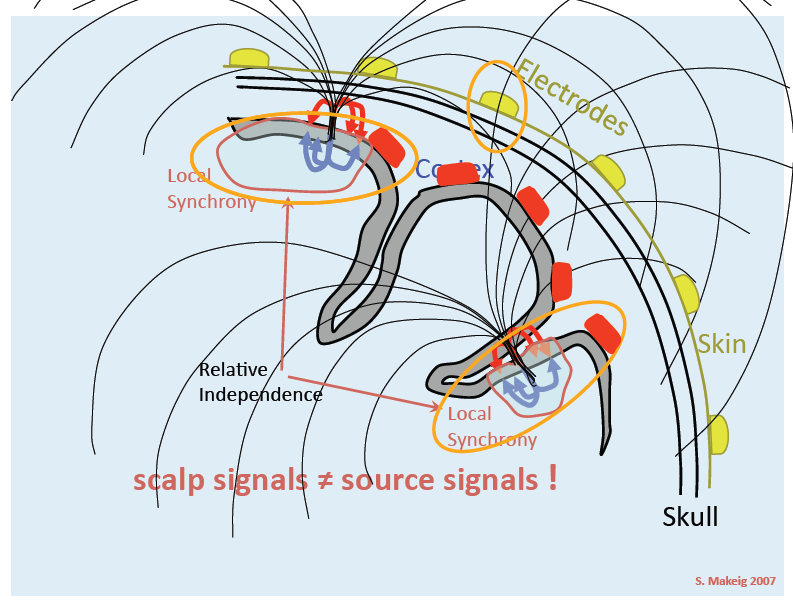 Electrodes
Cortex
Local
Synchrony
Skin
Relative
Independence
Local
Synchrony
scalp signals ≠ source signals !
Skull
S. Makeig 2007